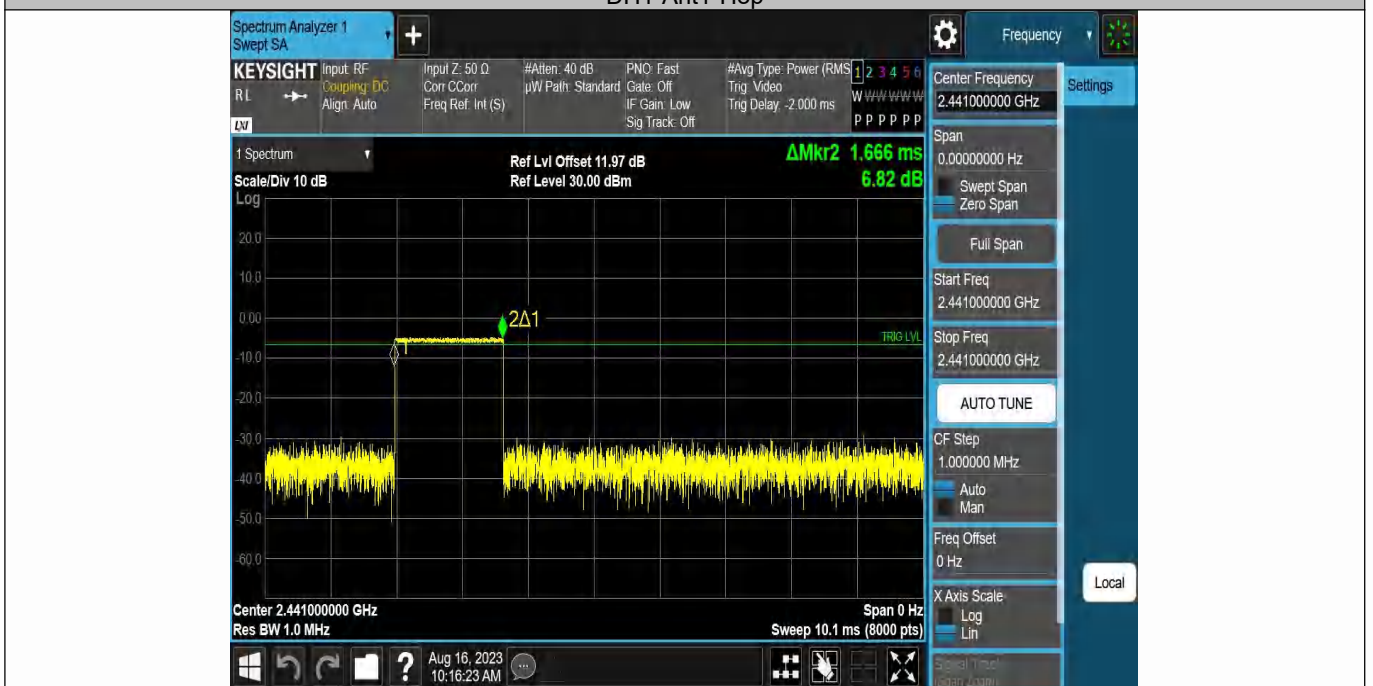 Spectrum Analyzer 1
Swept SA
+
Frequency
KEYSIGHT
RL
LXI
Input: RF
Coupling: DC
Align: Auto
Input Z: 50 Ω
Corr CCorr
Freq Ref: Int (S)
#Atten: 40 dB
µW Path: Standard
PNO: Fast
Gate: Off
IF Gain: Low
Sig Track: Off
#Avg Type: Power (RMS
Trig: Video
Trig Delay: -2.000 ms
1 2 3 4 5 6
W W W W W W
P P P P P P
1 Spectrum
Scale/Div 10 dB
Log
Ref Lvl Offset 11.97 dB
Ref Level 30.00 dBm
ΔMkr2 1.666 ms
6.82 dB
20.0
10.0
0.00
-10.0
-20.0
-30.0
-40.0
-50.0
-60.0
2Δ1
TRIG LVL
Center 2.441000000 GHz
Res BW 1.0 MHz
Span 0 Hz
Sweep 10.1 ms (8000 pts)
Aug 16, 2023
10:16:23 AM
Center Frequency
2.441000000 GHz
Settings
Span
0.00000000 Hz
Swept Span
Zero Span
Full Span
Start Freq
2.441000000 GHz
Stop Freq
2.441000000 GHz
AUTO TUNE
CF Step
1.000000 MHz
Auto
Man
Freq Offset
0 Hz
X Axis Scale
Log
Lin
Local